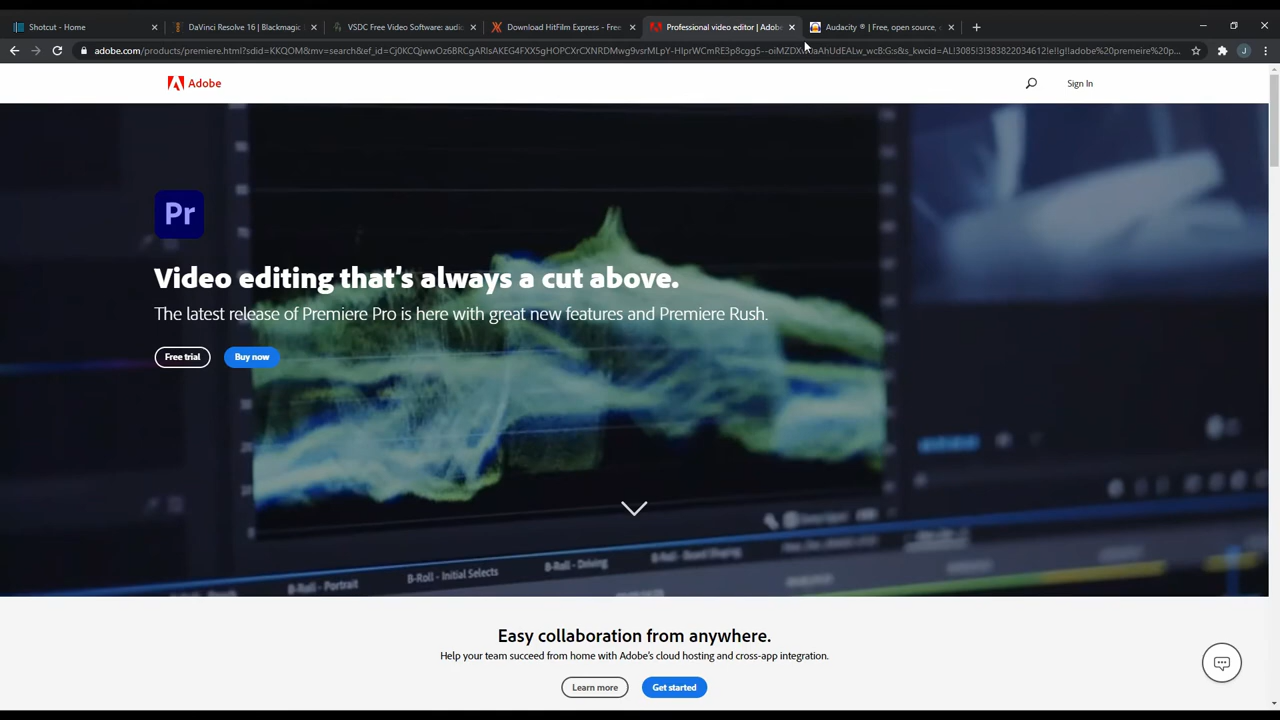 Shotcut - Home
DaVinci Resolve 16 | Blackmagic
VSDC Free Video Software: audio
Download HitFilm Express - Free
Professional video editor | Adobe
Audacity ® | Free, open source,
Adobe
Sign In
Pr
Video editing that's always a cut above.
The latest release of Premiere Pro is here with great new features and Premiere Rush.
Free trial
Buy now
B-Roll - Portrait
B-Roll - Initial Selects
B-Roll - Driving
Easy collaboration from anywhere.
Help your team succeed from home with Adobe's cloud hosting and cross-app integration.
Learn more
Get started